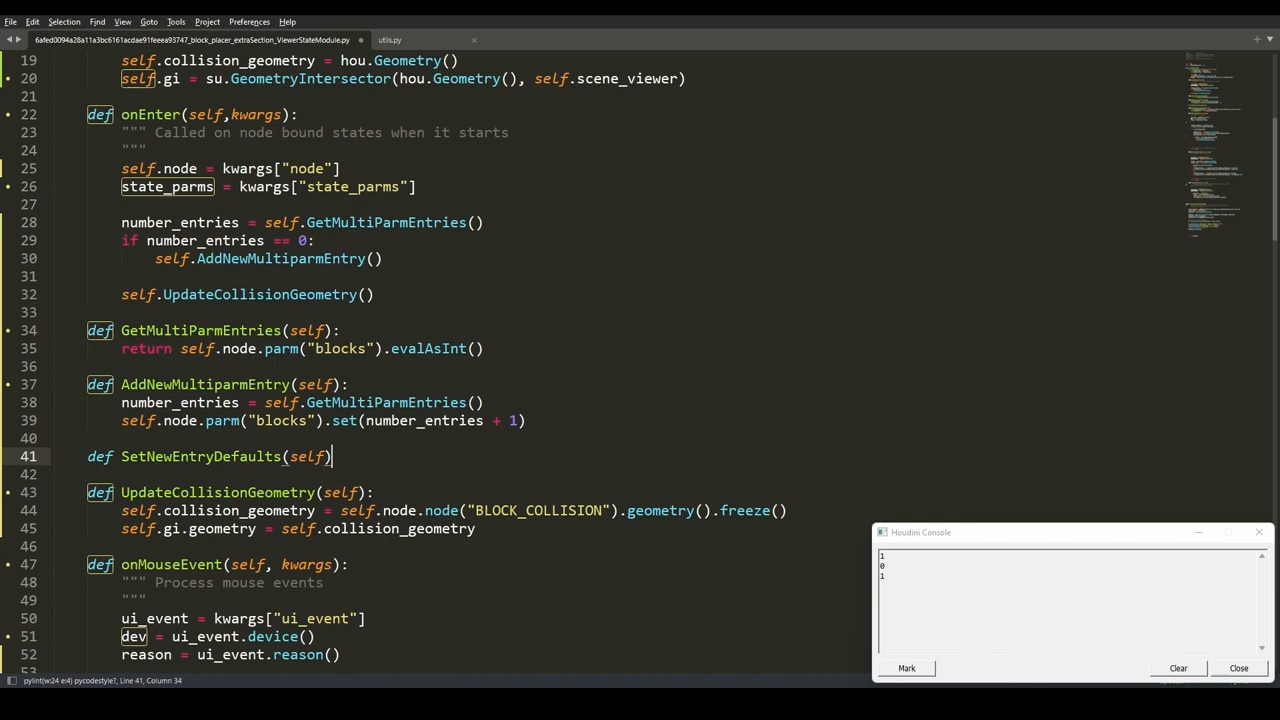 File Edit Selection Find View Goto Tools Project Preferences Help
6afed0094a28a11a3bc6161acdae91feeea93747_block_placer_extraSection_ViewerStateModule.py utils.py
19 self.collision_geometry = hou.Geometry()
20 self.gi = su.GeometryIntersector(hou.Geometry(), self.scene_viewer)
21
22 def onEnter(self,kwargs):
23 """ Called on node bound states when it starts
24 """
25 self.node = kwargs["node"]
26 state_parms = kwargs["state_parms"]
27
28 number_entries = self.GetMultiParmEntries()
29 if number_entries == 0:
30 self.AddNewMultiparmEntry()
31
32 self.UpdateCollisionGeometry()
33
34 def GetMultiParmEntries(self):
35 return self.node.parm("blocks").evalAsInt()
36
37 def AddNewMultiparmEntry(self):
38 number_entries = self.GetMultiParmEntries()
39 self.node.parm("blocks").set(number_entries + 1)
40
41 def SetNewEntryDefaults(self)
42
43 def UpdateCollisionGeometry(self):
44 self.collision_geometry = self.node.node("BLOCK_COLLISION").geometry().freeze()
45 self.gi.geometry = self.collision_geometry
46
47 def onMouseEvent(self, kwargs):
48 """ Process mouse events
49 """
50 ui_event = kwargs["ui_event"]
51 dev = ui_event.device()
52 reason = ui_event.reason()
53
Houdini Console
1
0
1
Mark Clear Close
pylint(w:24 e:4) pycodestyle?, Line 41, Column 34